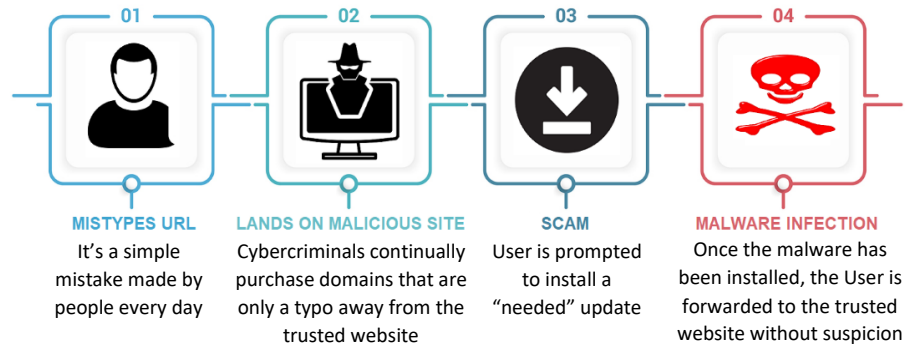 01
MISTYPES URL
It’s a simple
mistake made by
people every day
02
LANDS ON MALICIOUS SITE
Cybercriminals continually
purchase domains that are
only a typo away from the
trusted website
03
SCAM
User is prompted
to install a
“needed” update
04
MALWARE INFECTION
Once the malware has
been installed, the User is
forwarded to the trusted
website without suspicion